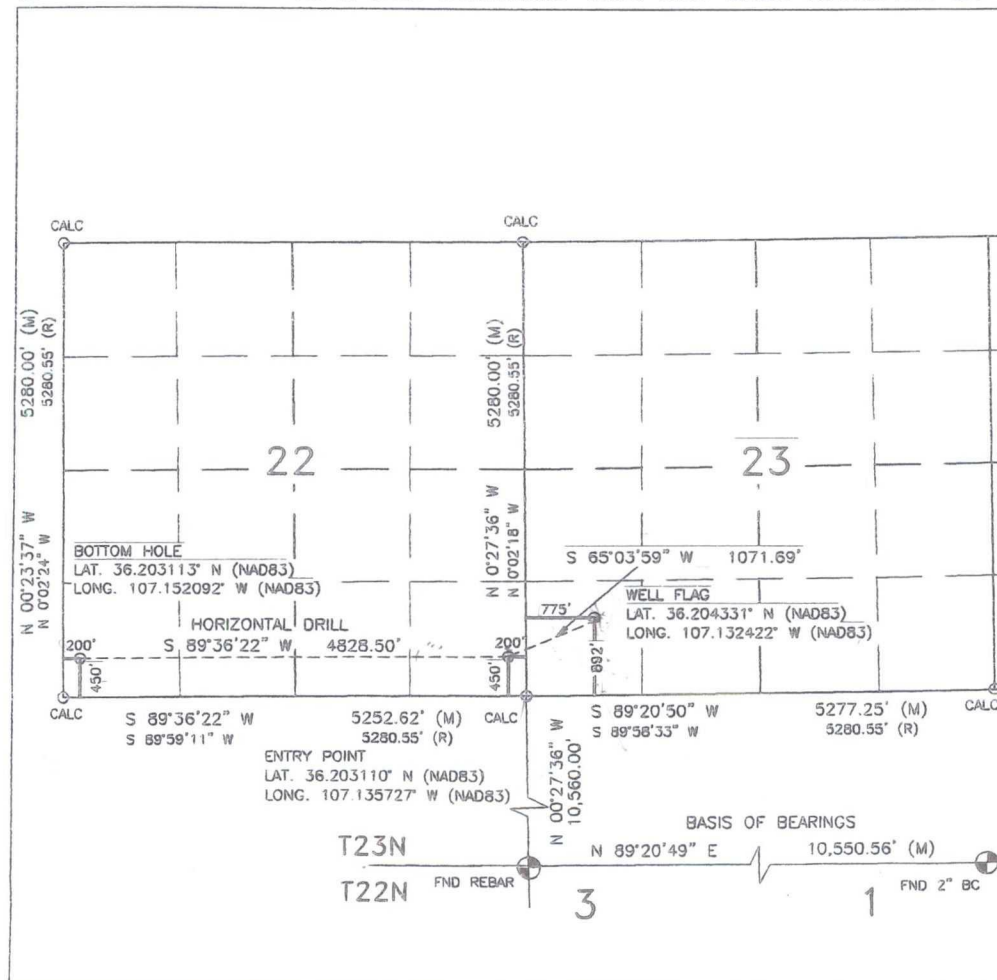 CALC
CALC
N 00°23'37" W 5280.00' (M)
N 0°02'24" W 5280.55' (R)
N 0°27'36" W 5280.00' (M)
N 0°02'18" W 5280.55' (R)
22
23
BOTTOM HOLE
LAT. 36.203113° N (NAD83)
LONG. 107.152092° W (NAD83)
S 65°03'59" W 1071.69'
WELL FLAG
LAT. 36.204331° N (NAD83)
LONG. 107.132422° W (NAD83)
775'
892'
HORIZONTAL DRILL
S 89°36'22" W 4828.50'
200'
450'
200'
450'
CALC
S 89°36'22" W 5252.62' (M)
S 89°59'11" W 5280.55' (R)
CALC
S 89°20'50" W 5277.25' (M)
S 89°58'33" W 5280.55' (R)
CALC
ENTRY POINT
LAT. 36.203110° N (NAD83)
LONG. 107.135727° W (NAD83)
N 00°27'36" W
10,560.00'
BASIS OF BEARINGS
N 89°20'49" E 10,550.56' (M)
T23N
T22N
FND REBAR
3
1
FND 2" BC